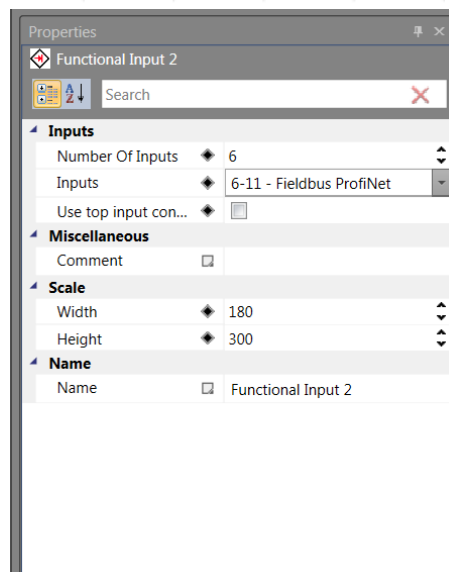 Properties
Functional Input 2
Search
Inputs
Number Of Inputs 6
Inputs 6-11 - Fieldbus ProfiNet
Use top input con...
Miscellaneous
Comment
Scale
Width 180
Height 300
Name
Name Functional Input 2